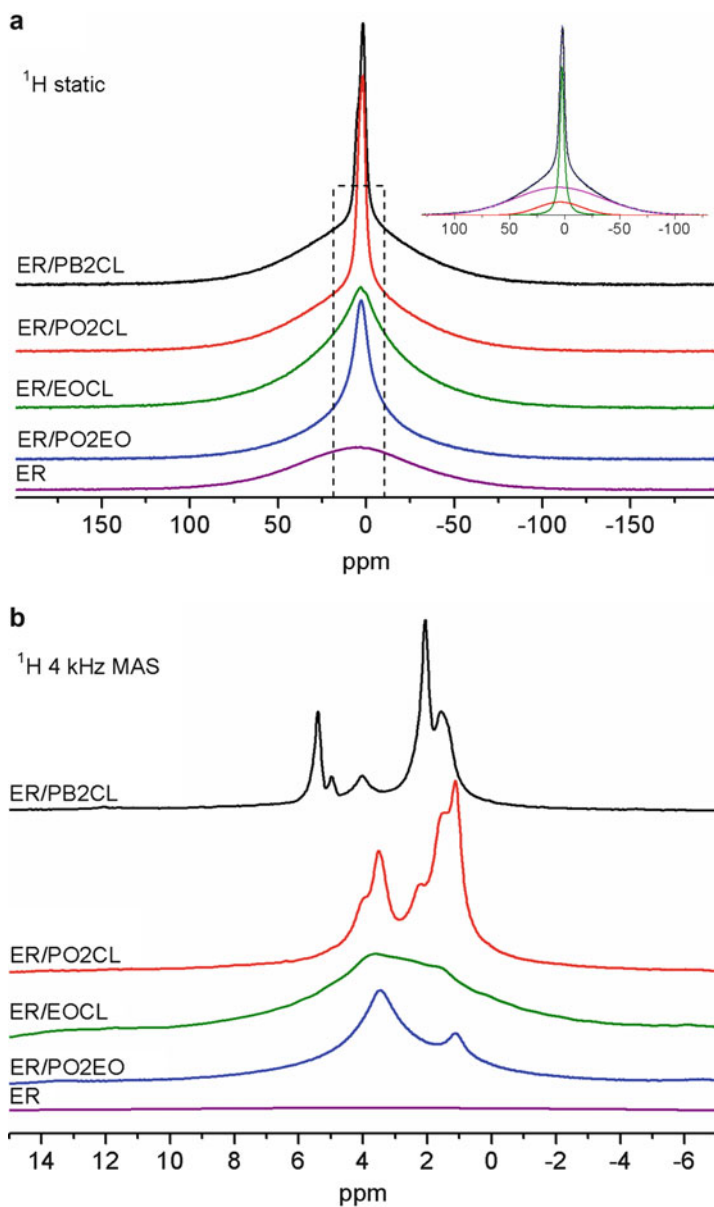 a
¹H static
100 50 0 -50 -100
ER/PB2CL
ER/PO2CL
ER/EOCL
ER/PO2EO
ER
150 100 50 0 -50 -100 -150
ppm
b
¹H 4 kHz MAS
ER/PB2CL
ER/PO2CL
ER/EOCL
ER/PO2EO
ER
14 12 10 8 6 4 2 0 -2 -4 -6
ppm